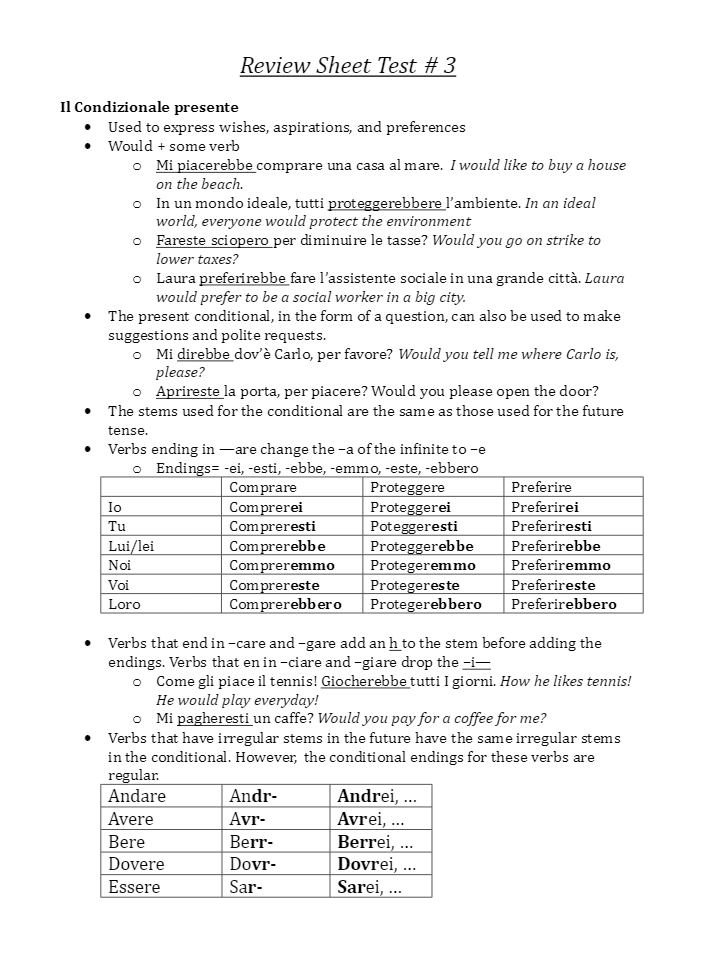 Review Sheet Test # 3
Il Condizionale presente
• Used to express wishes, aspirations, and preferences
• Would + some verb
o Mi piacerebbe comprare una casa al mare. I would like to buy a house
on the beach.
o In un mondo ideale, tutti proteggerebbere l'ambiente. In an ideal
world, everyone would protect the environment
o Fareste sciopero per diminuire le tasse? Would you go on strike to
lower taxes?
o Laura preferirebbe fare l'assistente sociale in una grande città. Laura
would prefer to be a social worker in a big city.
• The present conditional, in the form of a question, can also be used to make
suggestions and polite requests.
o Mi direbbe dov'è Carlo, per favore? Would you tell me where Carlo is,
please?
o Aprireste la porta, per piacere? Would you please open the door?
• The stems used for the conditional are the same as those used for the future
tense.
• Verbs ending in —are change the –a of the infinite to –e
o Endings= -ei, -esti, -ebbe, -emmo, -este, -ebbero
Comprare Proteggere Preferire
Io Comprerei Proteggerei Preferirei
Tu Compreresti Poteggeresti Preferiresti
Lui/lei Comprerebbe Proteggerebbe Preferirebbe
Noi Compreremmo Protegeremmo Preferiremmo
Voi Comprereste Protegereste Preferireste
Loro Comprerebbero Protegerebbero Preferirebbero
• Verbs that end in –care and –gare add an h to the stem before adding the
endings. Verbs that en in –ciare and –giare drop the –i—
o Come gli piace il tennis! Giocherebbe tutti I giorni. How he likes tennis!
He would play everyday!
o Mi pagheresti un caffe? Would you pay for a coffee for me?
• Verbs that have irregular stems in the future have the same irregular stems
in the conditional. However, the conditional endings for these verbs are
regular.
Andare Andr- Andrei, …
Avere Avr- Avrei, …
Bere Berr- Berrei, …
Dovere Dovr- Dovrei, …
Essere Sar- Sarei, …